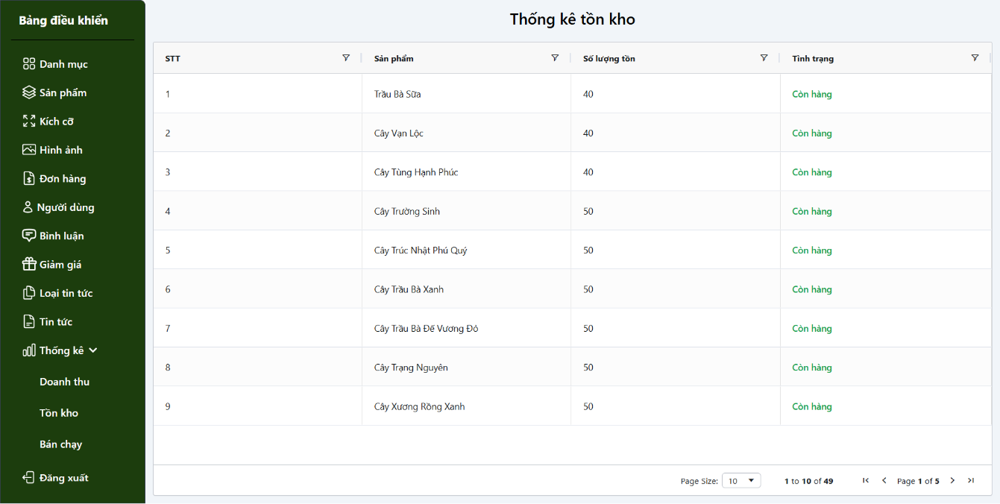 Bảng điều khiển
Danh mục
Sản phẩm
Kích cỡ
Hình ảnh
Đơn hàng
Người dùng
Bình luận
Giảm giá
Loại tin tức
Tin tức
Thống kê
Doanh thu
Tồn kho
Bán chạy
Đăng xuất
Thống kê tồn kho
STT Sản phẩm Số lượng tồn Tình trạng
1 Trầu Bà Sữa 40 Còn hàng
2 Cây Vạn Lộc 40 Còn hàng
3 Cây Tùng Hạnh Phúc 40 Còn hàng
4 Cây Trường Sinh 50 Còn hàng
5 Cây Trúc Nhật Phú Quý 50 Còn hàng
6 Cây Trầu Bà Xanh 50 Còn hàng
7 Cây Trầu Bà Đế Vương Đỏ 50 Còn hàng
8 Cây Trạng Nguyên 50 Còn hàng
9 Cây Xương Rồng Xanh 50 Còn hàng
Page Size: 10 1 to 10 of 49 Page 1 of 5